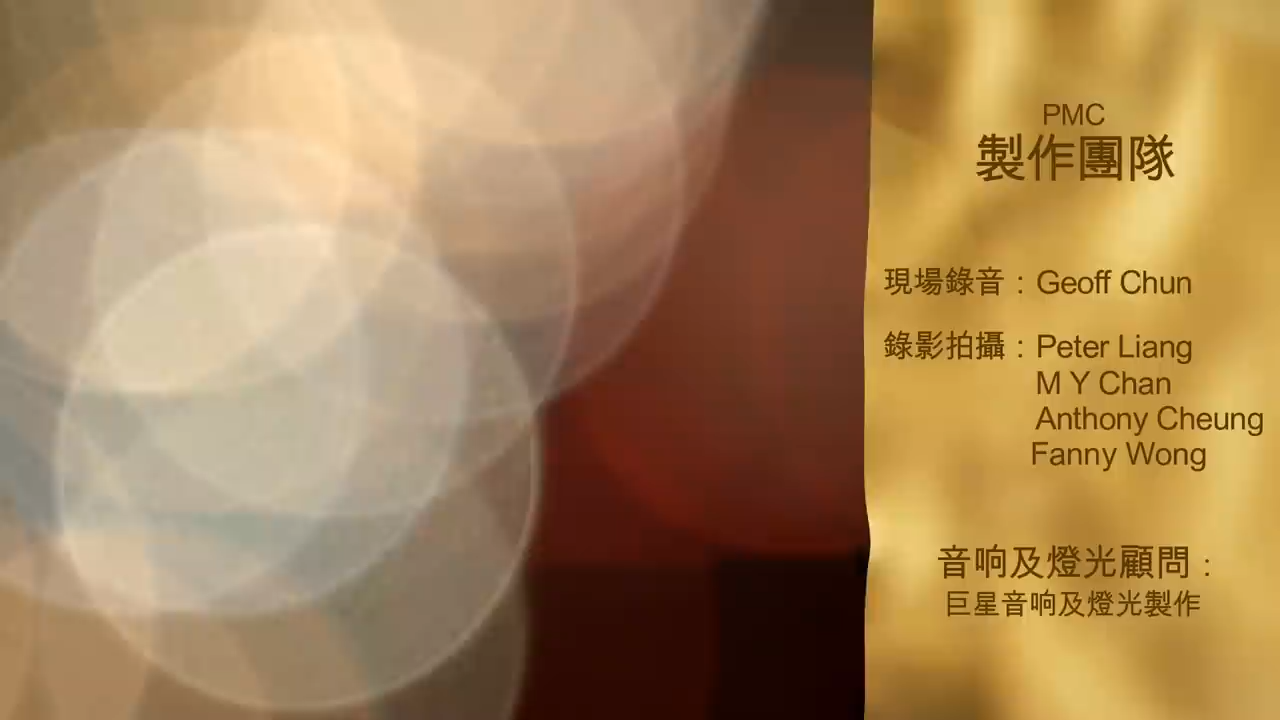 PMC
製作團隊
現場錄音：Geoff Chun
錄影拍攝：Peter Liang
M Y Chan
Anthony Cheung
Fanny Wong
音响及燈光顧問：
巨星音响及燈光製作